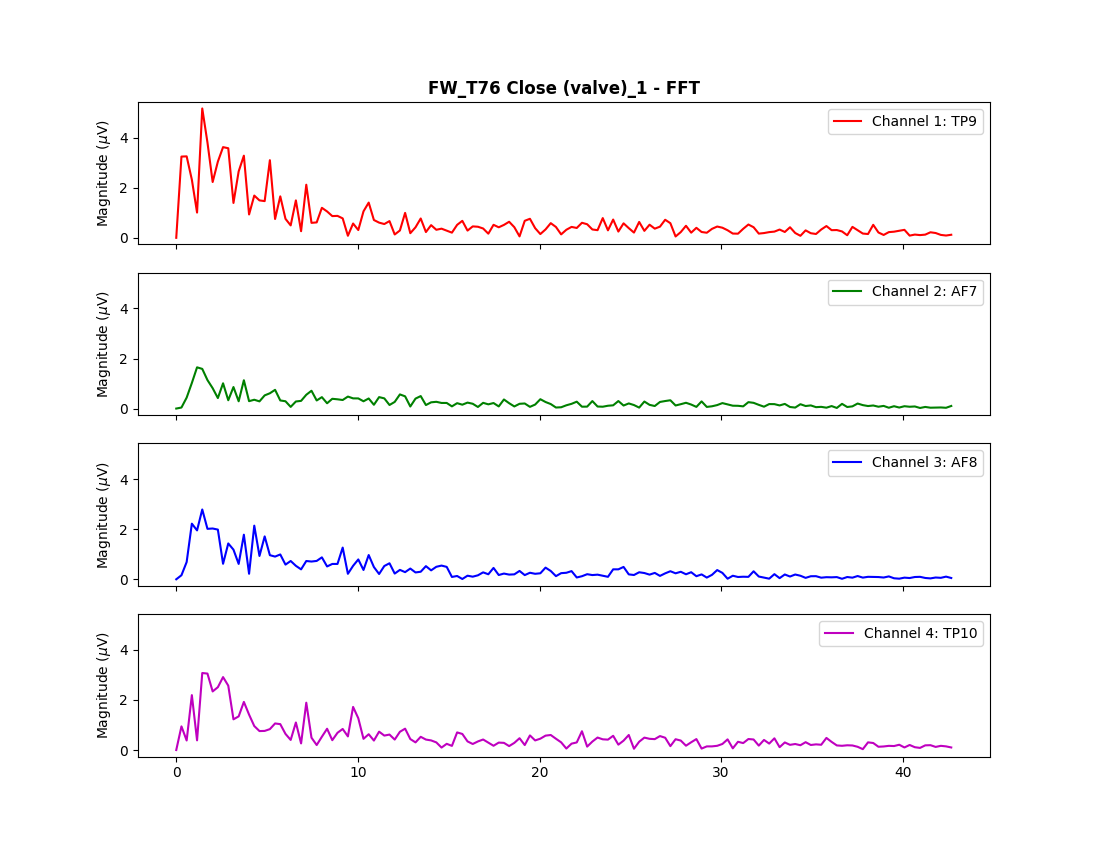 FW_T76 Close (valve)_1 - FFT
Magnitude (μV)
4
2
0
Channel 1: TP9
Magnitude (μV)
4
2
0
Channel 2: AF7
Magnitude (μV)
4
2
0
Channel 3: AF8
Magnitude (μV)
4
2
0
Channel 4: TP10
0 10 20 30 40